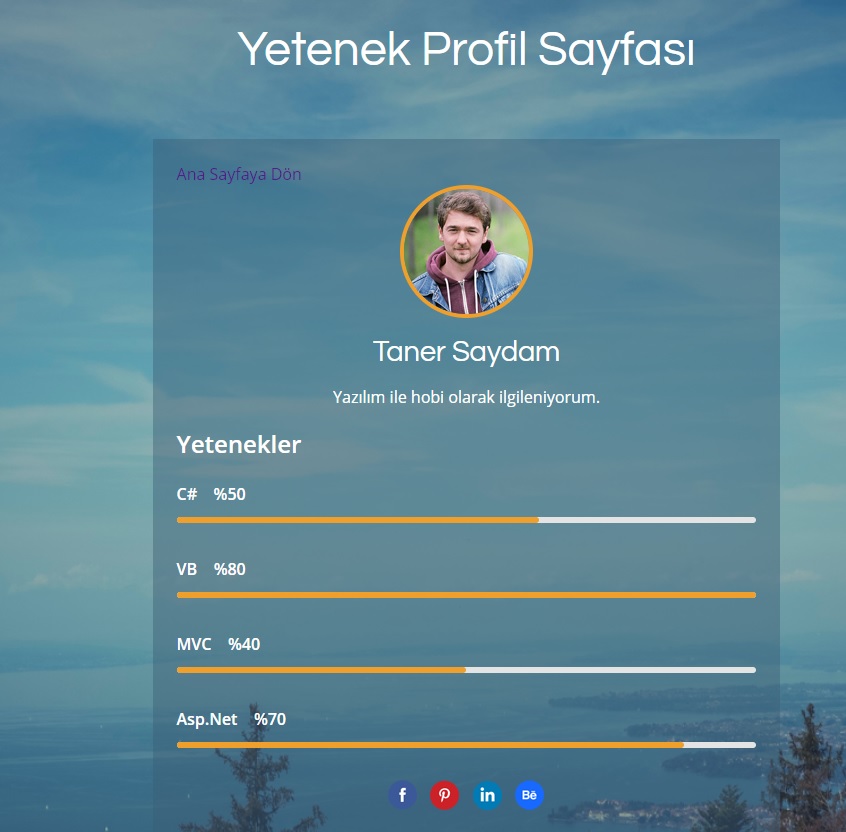 Yetenek Profil Sayfası
Ana Sayfaya Dön
Taner Saydam
Yazılım ile hobi olarak ilgileniyorum.
Yetenekler
C# %50
VB %80
MVC %40
Asp.Net %70
f in Bē